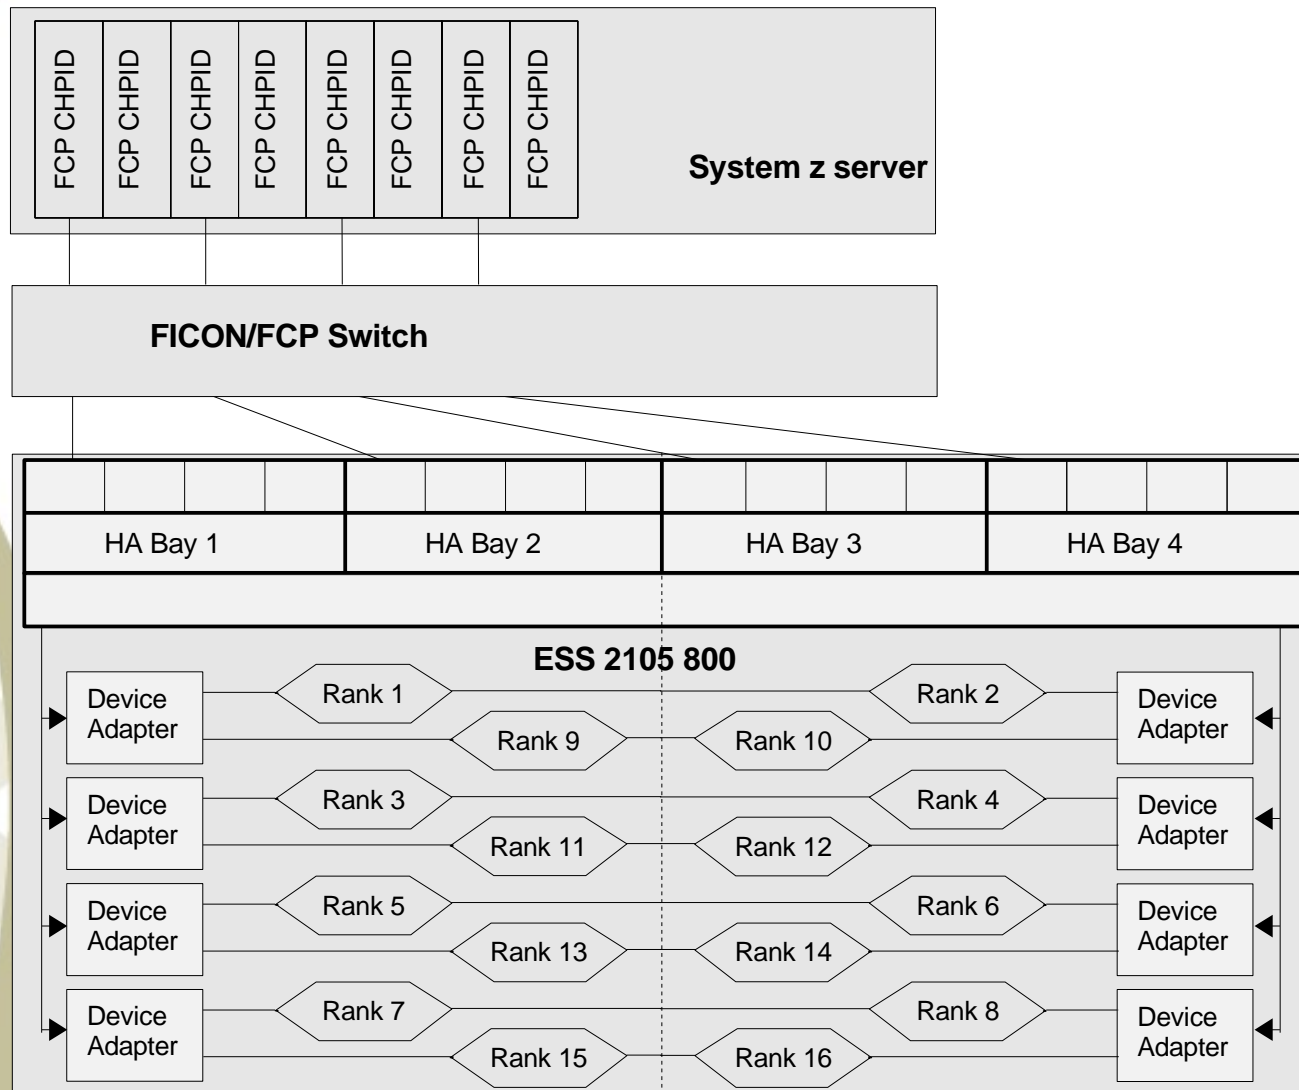 FCP CHPID
FCP CHPID
FCP CHPID
FCP CHPID
FCP CHPID
FCP CHPID
FCP CHPID
FCP CHPID
System z server
FICON/FCP Switch
HA Bay 1
HA Bay 2
HA Bay 3
HA Bay 4
ESS 2105 800
Device
Adapter
Rank 1
Rank 2
Device
Adapter
Rank 9
Rank 10
Device
Adapter
Rank 3
Rank 4
Device
Adapter
Rank 11
Rank 12
Device
Adapter
Rank 5
Rank 6
Device
Adapter
Rank 13
Rank 14
Device
Adapter
Rank 7
Rank 8
Device
Adapter
Rank 15
Rank 16